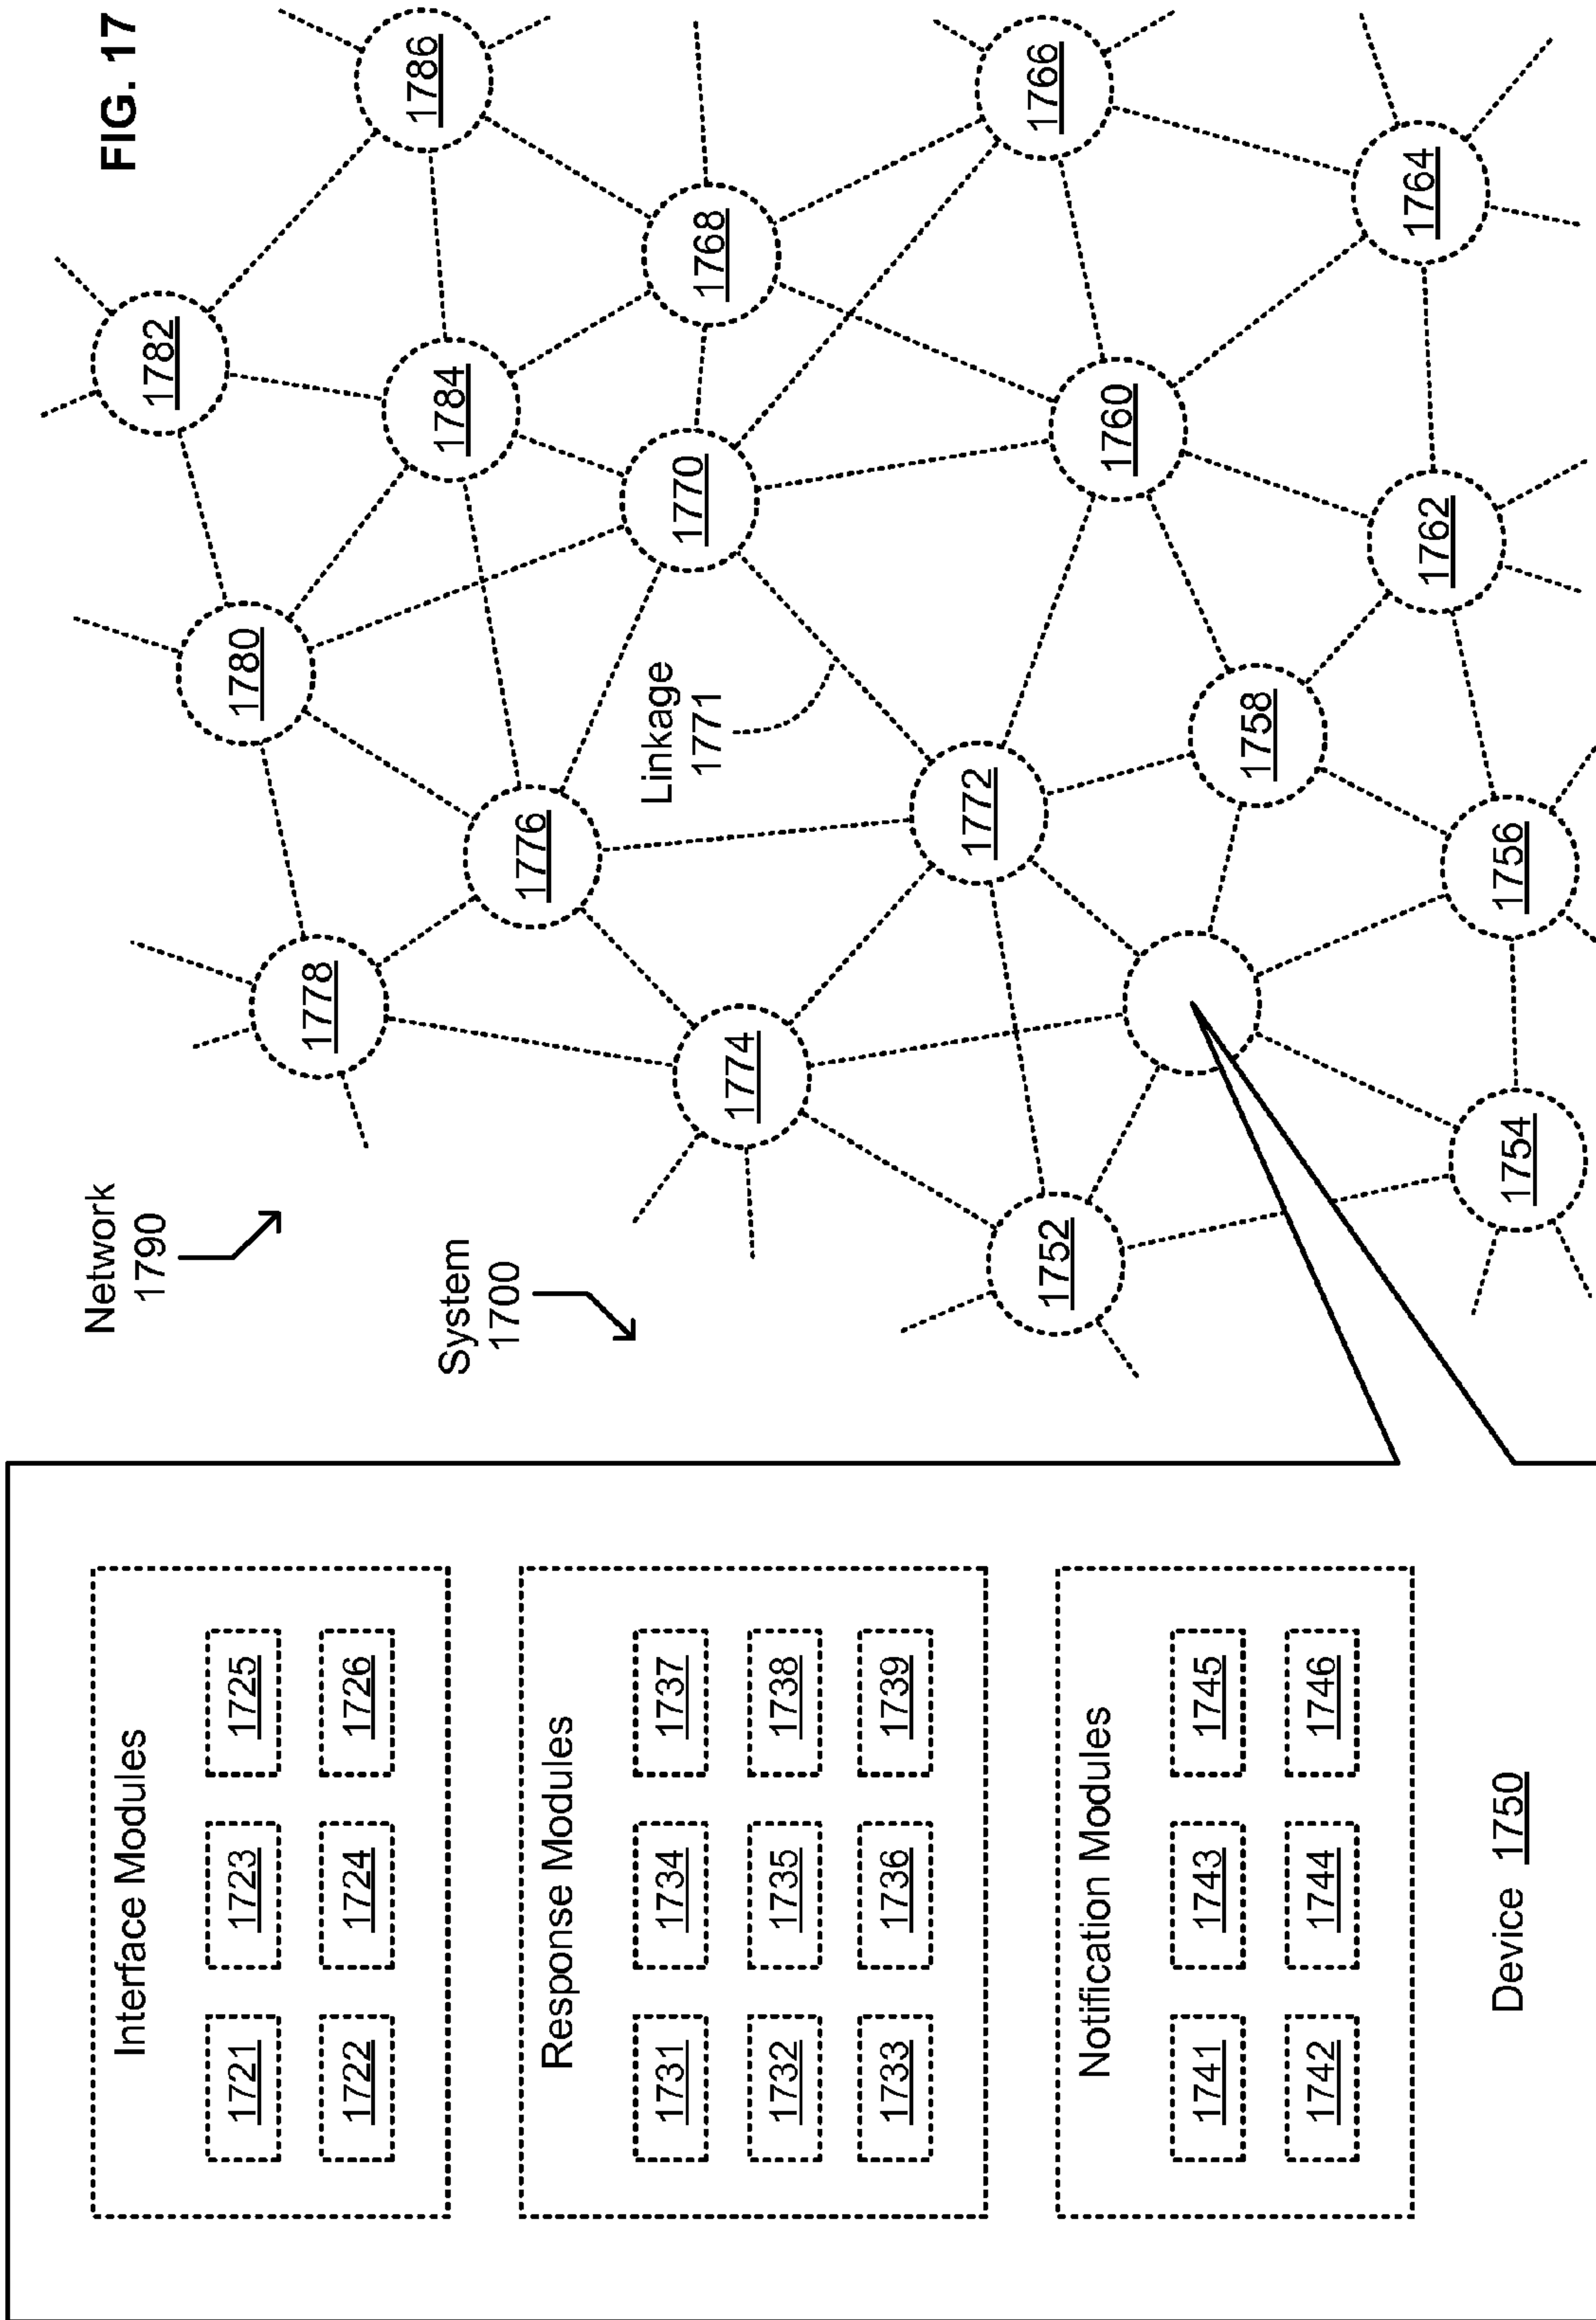 FIG. 17
Network
1790
System
1700
Interface Modules
1721 1723 1725
1722 1724 1726
Response Modules
1731 1734 1737
1732 1735 1738
1733 1736 1739
Notification Modules
1741 1743 1745
1742 1744 1746
Device 1750
1782
1786
1780
1784
1778
1776
1768
1770
Linkage
1771
1774
1772
1766
1760
1752
1758
1764
1762
1756
1754